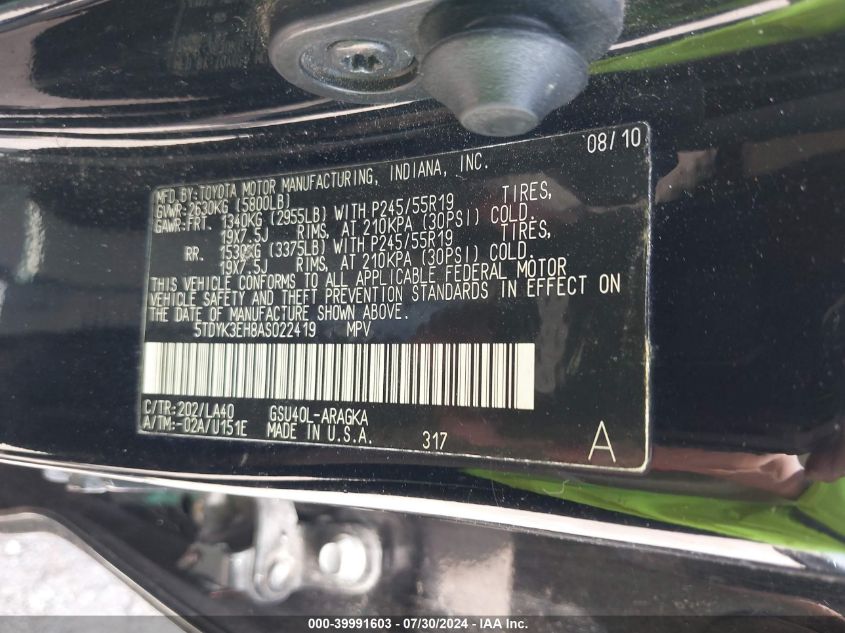 08/10
MFD.BY:TOYOTA MOTOR MANUFACTURING, INDIANA, INC.
GVWR:2630KG (5800LB)
GAWR:FRT. 1340KG (2955LB) WITH P245/55R19 TIRES,
19X7.5J RIMS, AT 210KPA (30PSI) COLD.
RR. 1530KG (3375LB) WITH P245/55R19 TIRES,
19X7.5J RIMS, AT 210KPA (30PSI) COLD.
THIS VEHICLE CONFORMS TO ALL APPLICABLE FEDERAL MOTOR
VEHICLE SAFETY AND THEFT PREVENTION STANDARDS IN EFFECT ON
THE DATE OF MANUFACTURE SHOWN ABOVE.
5TDYK3EH8AS022419 MPV
C/TR:202/LA40 GSU40L-ARAGKA
A/TM:-02A/U151E MADE IN U.S.A. 317 A
000-39991603 - 07/30/2024 - IAA Inc.